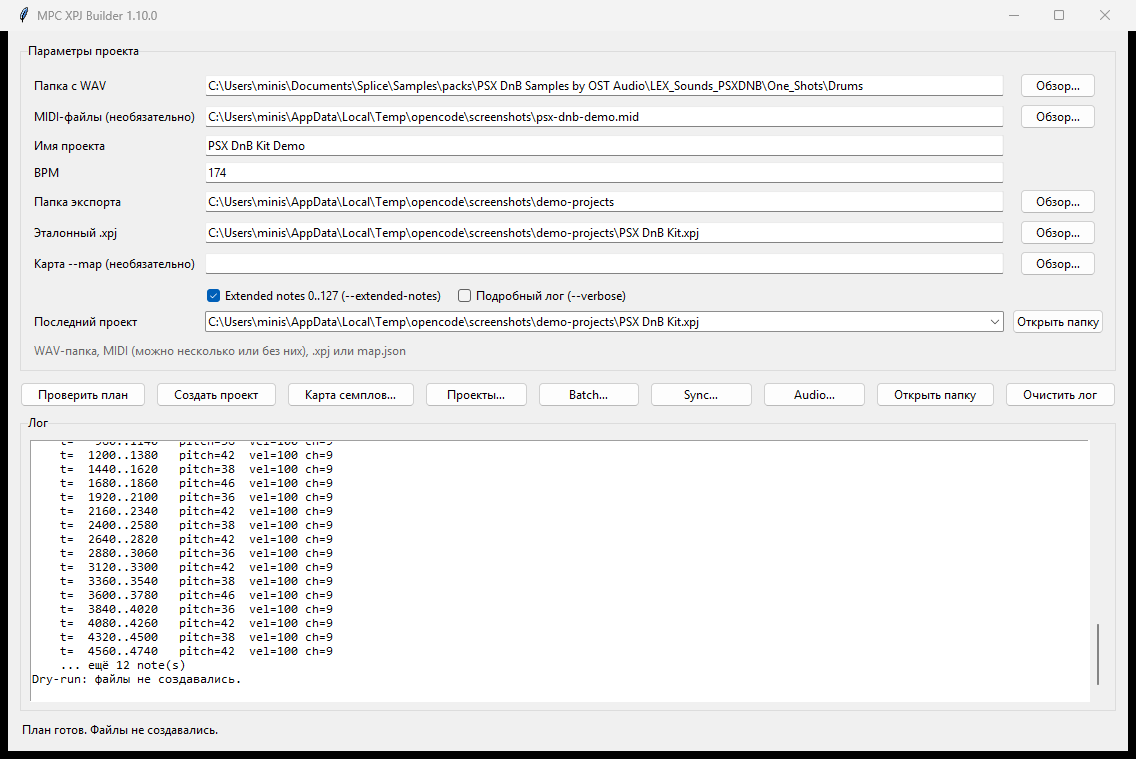 MPC XPJ Builder 1.10.0
Параметры проекта
Папка с WAV C:\Users\minis\Documents\Splice\Samples\packs\PSX DnB Samples by OST Audio\LEX_Sounds_PSXDNB\One_Shots\Drums Обзор...
MIDI-файлы (необязательно) C:\Users\minis\AppData\Local\Temp\opencode\screenshots\psx-dnb-demo.mid Обзор...
Имя проекта PSX DnB Kit Demo
BPM 174
Папка экспорта C:\Users\minis\AppData\Local\Temp\opencode\screenshots\demo-projects Обзор...
Эталонный .xpj C:\Users\minis\AppData\Local\Temp\opencode\screenshots\demo-projects\PSX DnB Kit.xpj Обзор...
Карта --map (необязательно) Обзор...
Extended notes 0..127 (--extended-notes) Подробный лог (--verbose)
Последний проект C:\Users\minis\AppData\Local\Temp\opencode\screenshots\demo-projects\PSX DnB Kit.xpj Открыть папку
WAV-папка, MIDI (можно несколько или без них), .xpj или map.json
Проверить план Создать проект Карта семплов... Проекты... Batch... Sync... Audio... Открыть папку Очистить лог
Лог
t= 960..1140 pitch=36 vel=100 ch=9
t= 1200..1380 pitch=42 vel=100 ch=9
t= 1440..1620 pitch=38 vel=100 ch=9
t= 1680..1860 pitch=46 vel=100 ch=9
t= 1920..2100 pitch=36 vel=100 ch=9
t= 2160..2340 pitch=42 vel=100 ch=9
t= 2400..2580 pitch=38 vel=100 ch=9
t= 2640..2820 pitch=42 vel=100 ch=9
t= 2880..3060 pitch=36 vel=100 ch=9
t= 3120..3300 pitch=42 vel=100 ch=9
t= 3360..3540 pitch=38 vel=100 ch=9
t= 3600..3780 pitch=46 vel=100 ch=9
t= 3840..4020 pitch=36 vel=100 ch=9
t= 4080..4260 pitch=42 vel=100 ch=9
t= 4320..4500 pitch=38 vel=100 ch=9
t= 4560..4740 pitch=42 vel=100 ch=9
... ещё 12 note(s)
Dry-run: файлы не создавались.
План готов. Файлы не создавались.